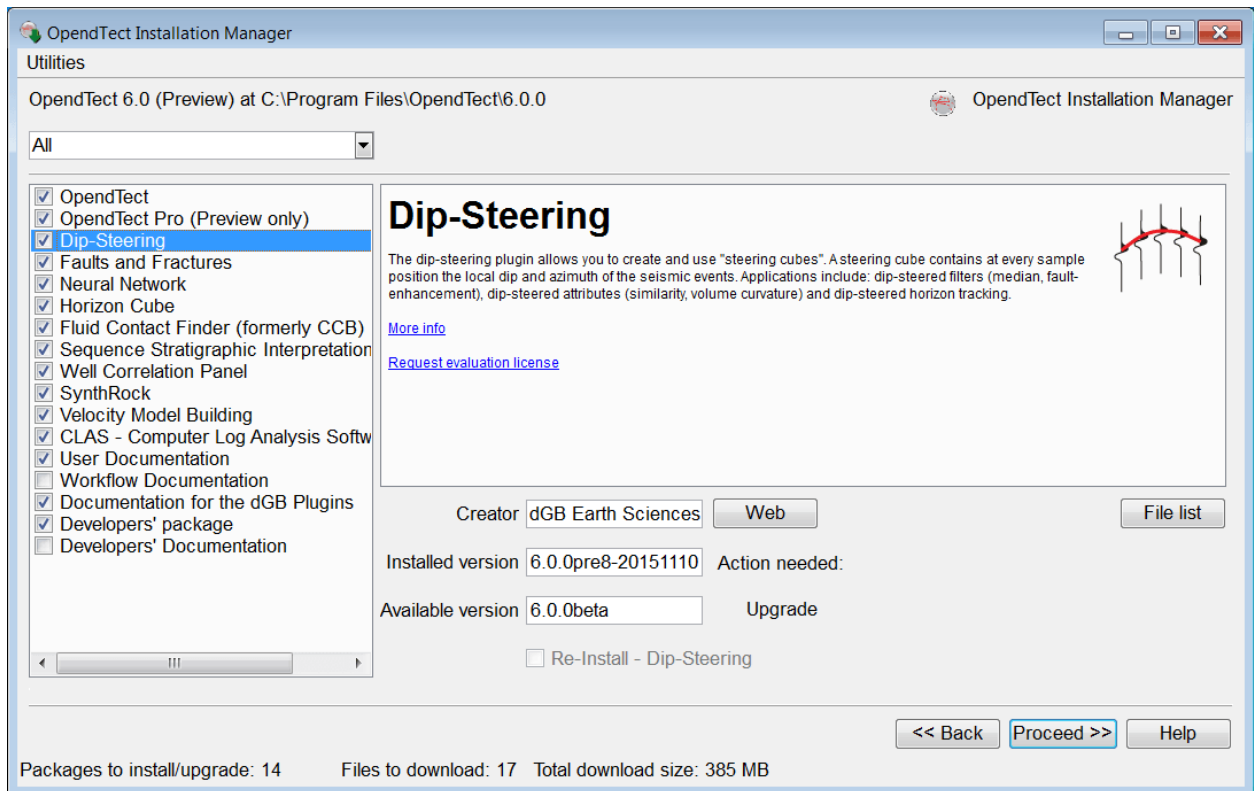 OpendTect Installation Manager
Utilities
OpendTect 6.0 (Preview) at C:\Program Files\OpendTect\6.0.0
OpendTect Installation Manager
All
OpendTect
OpendTect Pro (Preview only)
Dip-Steering
Faults and Fractures
Neural Network
Horizon Cube
Fluid Contact Finder (formerly CCB)
Sequence Stratigraphic Interpretation
Well Correlation Panel
SynthRock
Velocity Model Building
CLAS - Computer Log Analysis Softw
User Documentation
Workflow Documentation
Documentation for the dGB Plugins
Developers' package
Developers' Documentation
Dip-Steering
The dip-steering plugin allows you to create and use "steering cubes". A steering cube contains at every sample
position the local dip and azimuth of the seismic events. Applications include: dip-steered filters (median, fault-
enhancement), dip-steered attributes (similarity, volume curvature) and dip-steered horizon tracking.
More info
Request evaluation license
Creator dGB Earth Sciences Web File list
Installed version 6.0.0pre8-20151110 Action needed:
Available version 6.0.0beta Upgrade
Re-Install - Dip-Steering
<< Back Proceed >> Help
Packages to install/upgrade: 14 Files to download: 17 Total download size: 385 MB